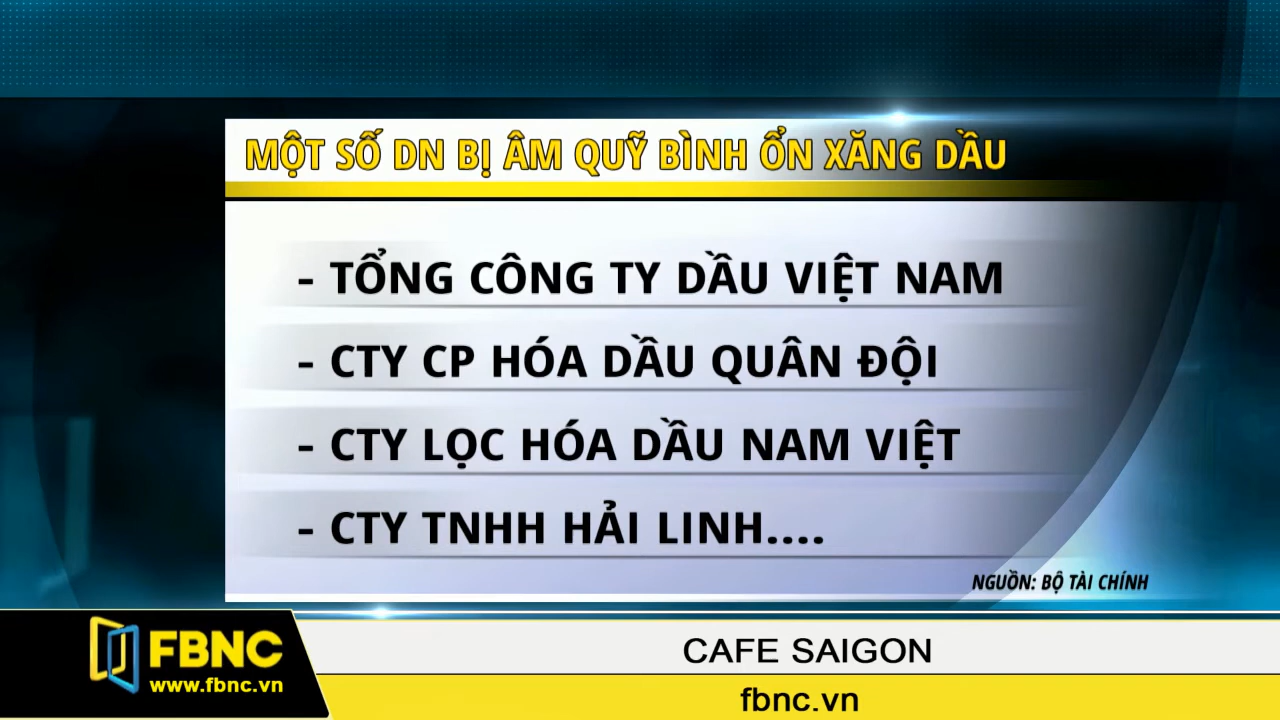 MỘT SỐ DN BỊ ÂM QUỸ BÌNH ỔN XĂNG DẦU
- TỔNG CÔNG TY DẦU VIỆT NAM
- CTY CP HÓA DẦU QUÂN ĐỘI
- CTY LỌC HÓA DẦU NAM VIỆT
- CTY TNHH HẢI LINH....
NGUỒN: BỘ TÀI CHÍNH
FBNC
www.fbnc.vn
CAFE SAIGON
fbnc.vn